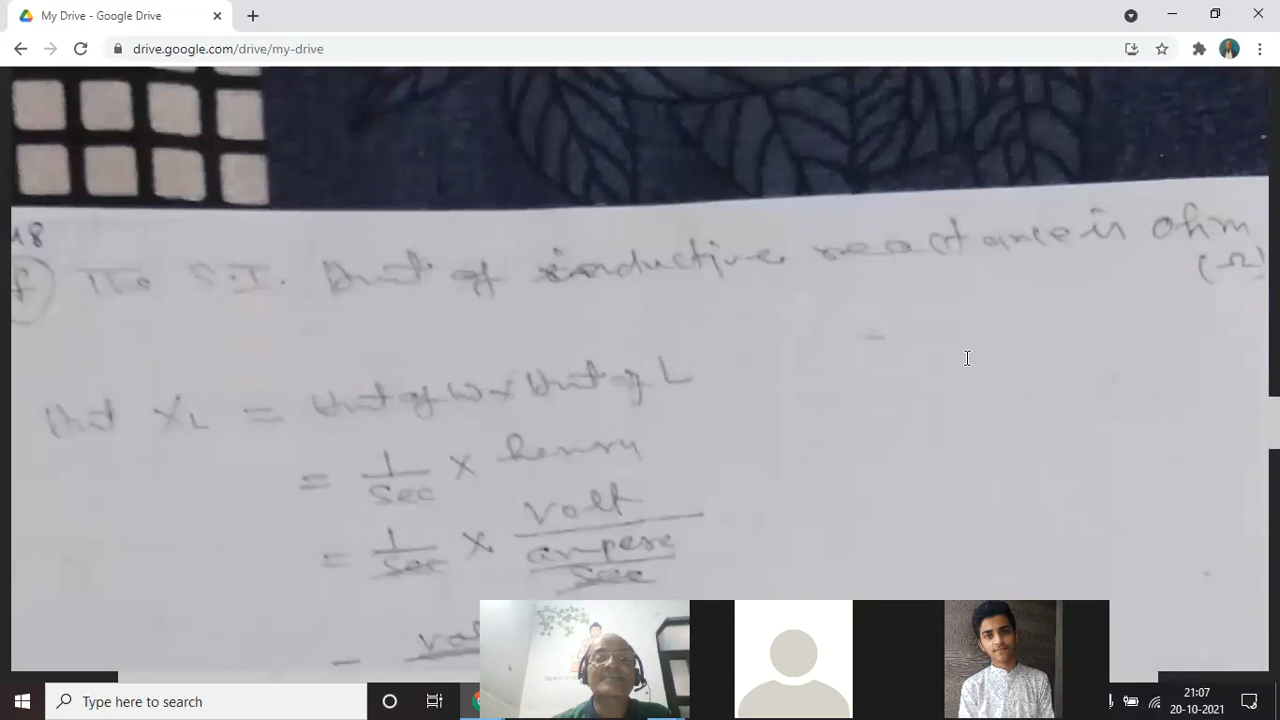 My Drive - Google Drive
drive.google.com/drive/my-drive
48
f) The S.I. Unit of inductive reactance is ohm
(Ω)
Unit XL = Unit of W x Unit of L
= 1/Sec x henry
= 1/Sec x Volt/ampere/Sec
Type here to search
21:07
20-10-2021